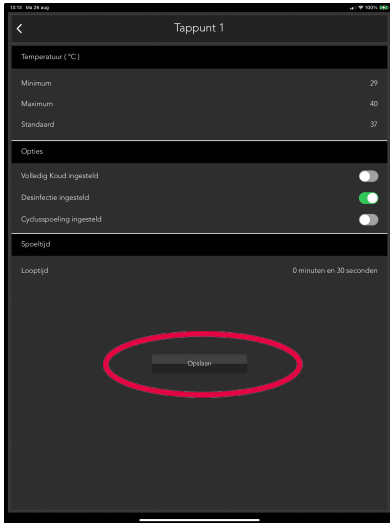 13:13 Ma 26 aug 100%
Tappunt 1
Temperatuur ( °C )
Minimum 29
Maximum 40
Standaard 37
Opties
Volledig Koud ingesteld
Desinfectie ingesteld
Cyclusspoeling ingesteld
Spoeltijd
Looptijd 0 minuten en 30 seconden
Opslaan